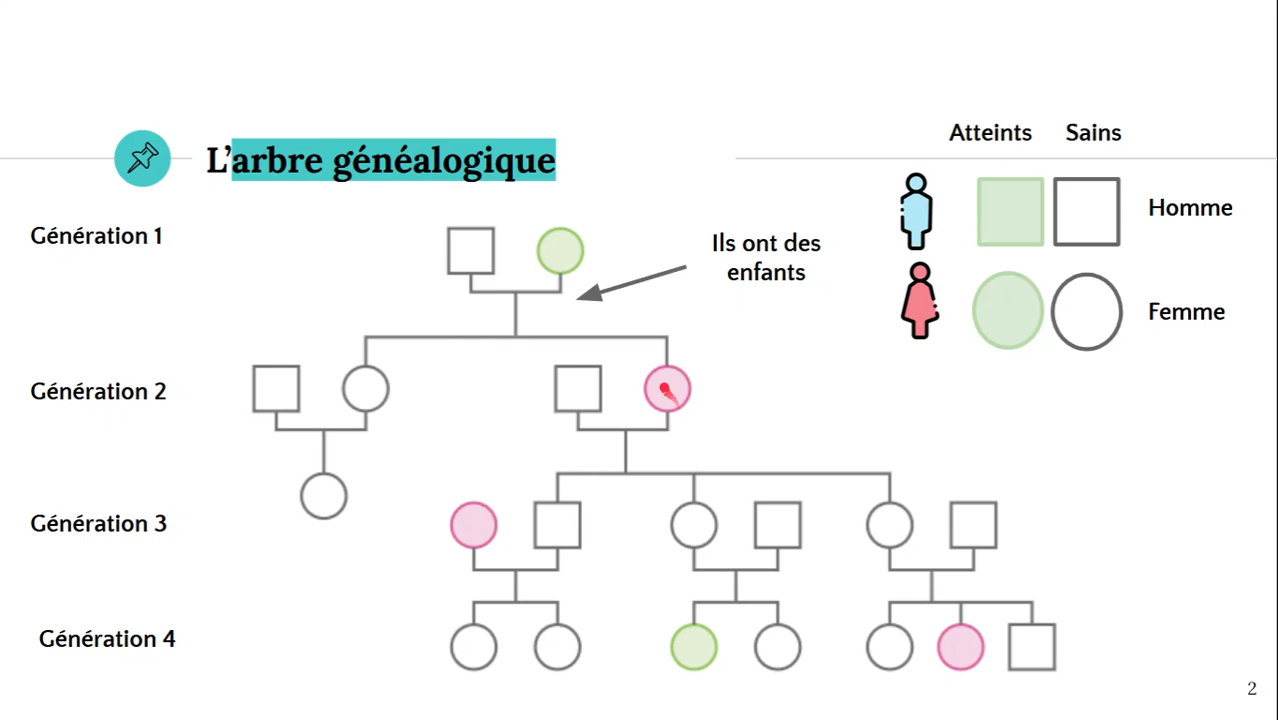 L'arbre généalogique
Atteints Sains
Homme
Femme
Génération 1
Ils ont des
enfants
Génération 2
Génération 3
Génération 4
2